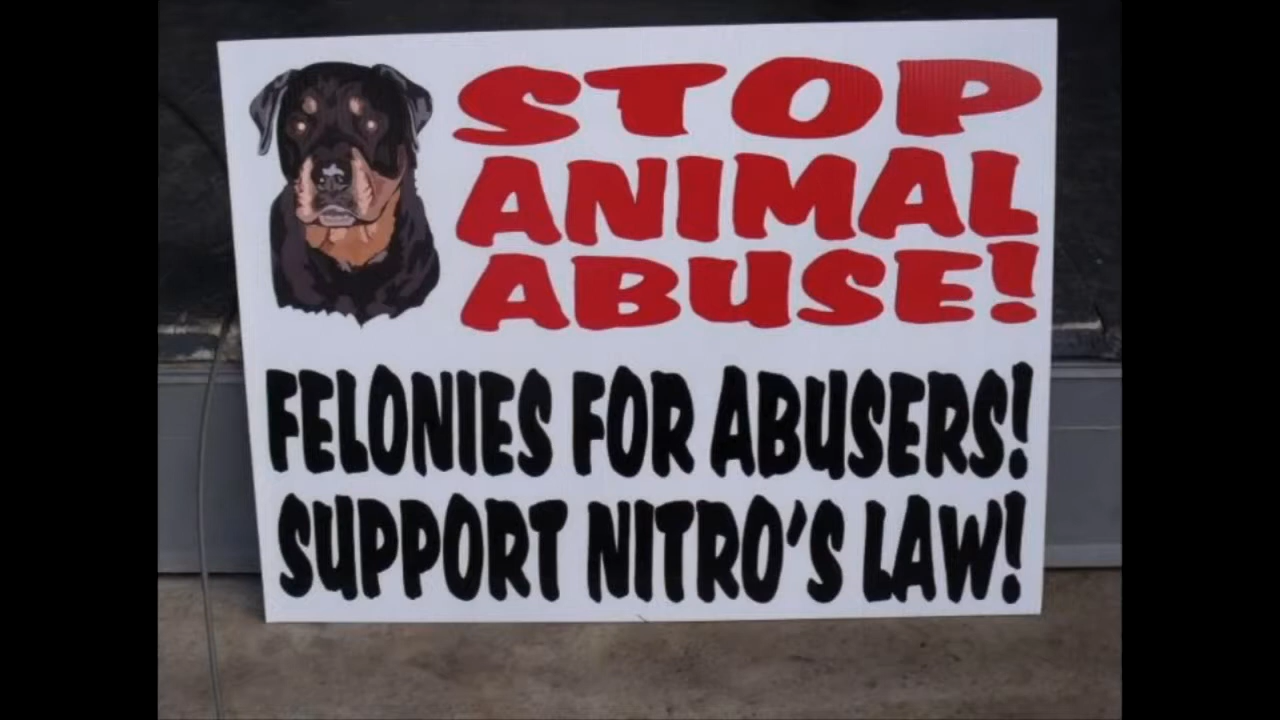 STOP
ANIMAL
ABUSE!
FELONIES FOR ABUSERS!
SUPPORT NITRO'S LAW!